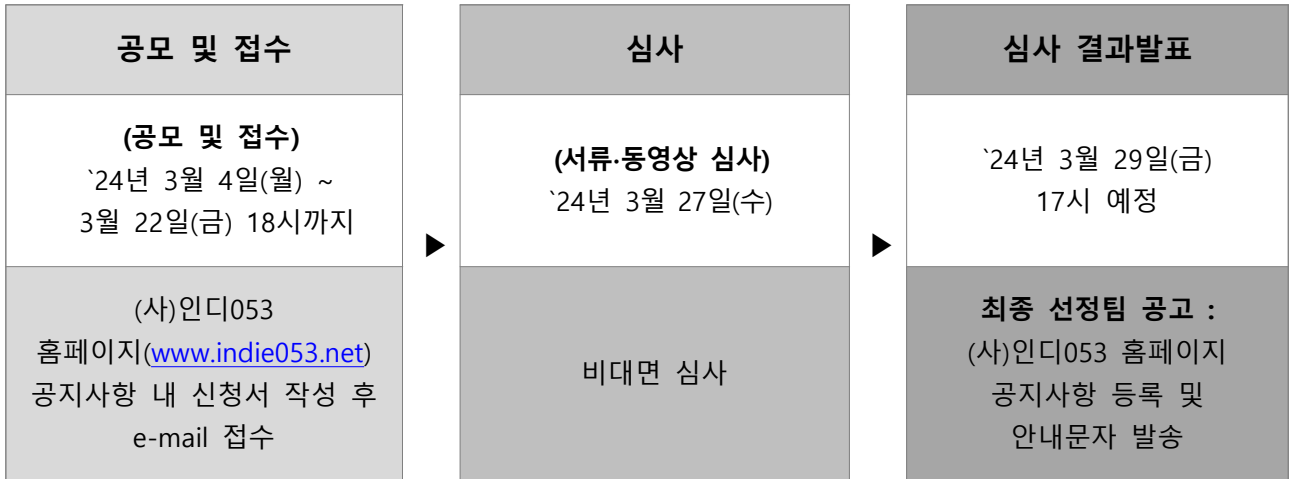 공모 및 접수
(공모 및 접수)
`24년 3월 4일(월) ~
3월 22일(금) 18시까지
(사)인디053
홈페이지(www.indie053.net)
공지사항 내 신청서 작성 후
e-mail 접수
▶
심사
(서류·동영상 심사)
`24년 3월 27일(수)
비대면 심사
▶
심사 결과발표
`24년 3월 29일(금)
17시 예정
최종 선정팀 공고 :
(사)인디053 홈페이지
공지사항 등록 및
안내문자 발송